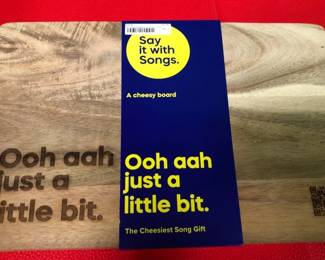 Say
it with
Songs.
A cheesy board
Ooh aah
just a
little bit.
The Cheesiest Song Gift
Ooh aah
just a
ittle bit.